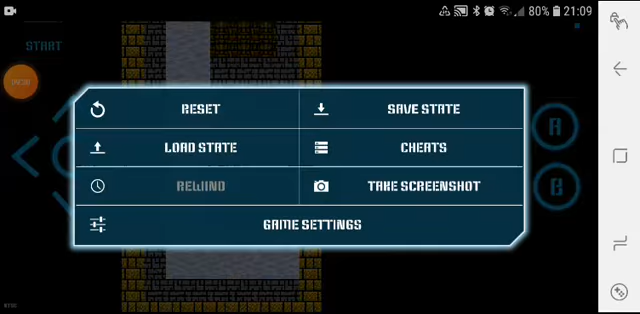 80% 21:09
START
RESET
SAVE STATE
LOAD STATE
CHEATS
REWIND
TAKE SCREENSHOT
GAME SETTINGS
A
B